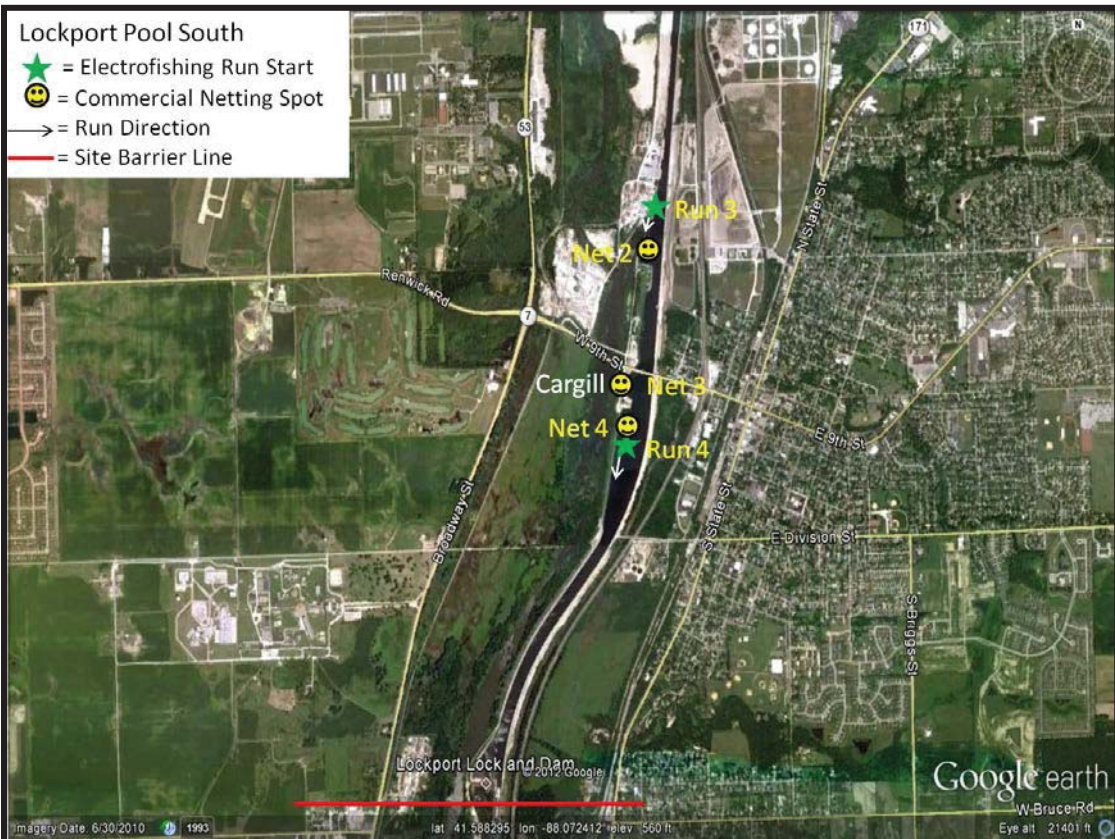 Lockport Pool South
= Electrofishing Run Start
= Commercial Netting Spot
= Run Direction
= Site Barrier Line
171
N
53
N State St
Run 3
Net 2
Renwick Rd
7
W 9th St
Cargill
Net 3
Net 4
Run 4
E 9th St
Broadway St
S State St
E Division St
S Briggs St
Lockport Lock and Dam
© 2012 Google
Google earth
W Bruce Rd
Imagery Date: 6/30/2010
1993
lat 41.588295 lon -88.072412 elev 560 ft
Eye alt 21401 ft